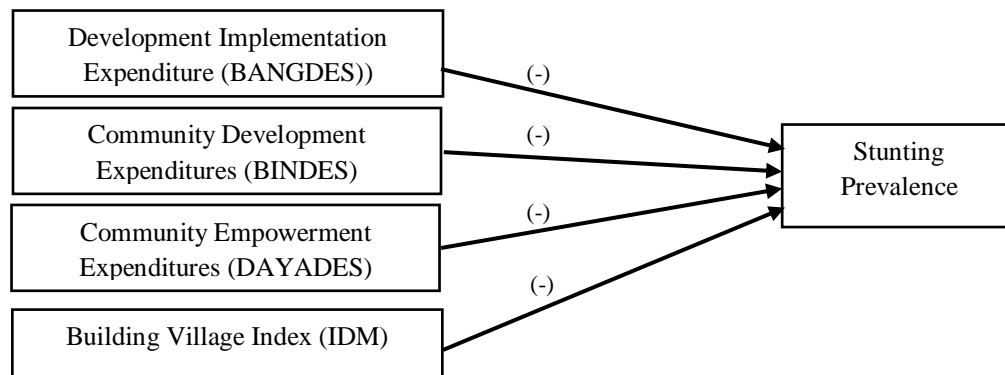 Development Implementation
Expenditure (BANGDES))
(-)
Community Development
Expenditures (BINDES)
(-)
Stunting
Prevalence
Community Empowerment
Expenditures (DAYADES)
(-)
(-)
Building Village Index (IDM)